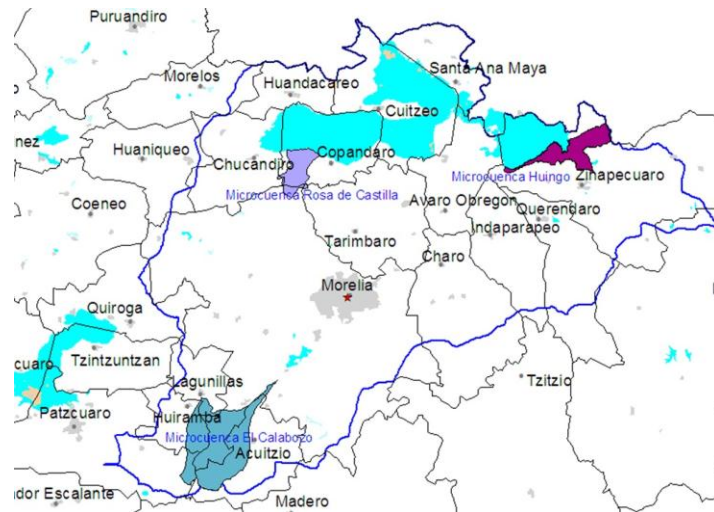 Puruandiro
Morelos
Huandacareo
Santa Ana Maya
Cuitzeo
nez
Huaniqueo
Chucandiro
Copandaro
Microcuenca Huingo
Zinapecuaro
Microcuenca Rosa de Castilla
Coeneo
Avaro Obregon
Querendaro
Indaparapeo
Tarimbaro
Charo
Morelia
Quiroga
Tzintzuntzan
cuaro
Lagunillas
Tzitzio
Patzcuaro
Huiramba
Microcuenca El Calabozo
Acuitzio
dor Escalante
Madero